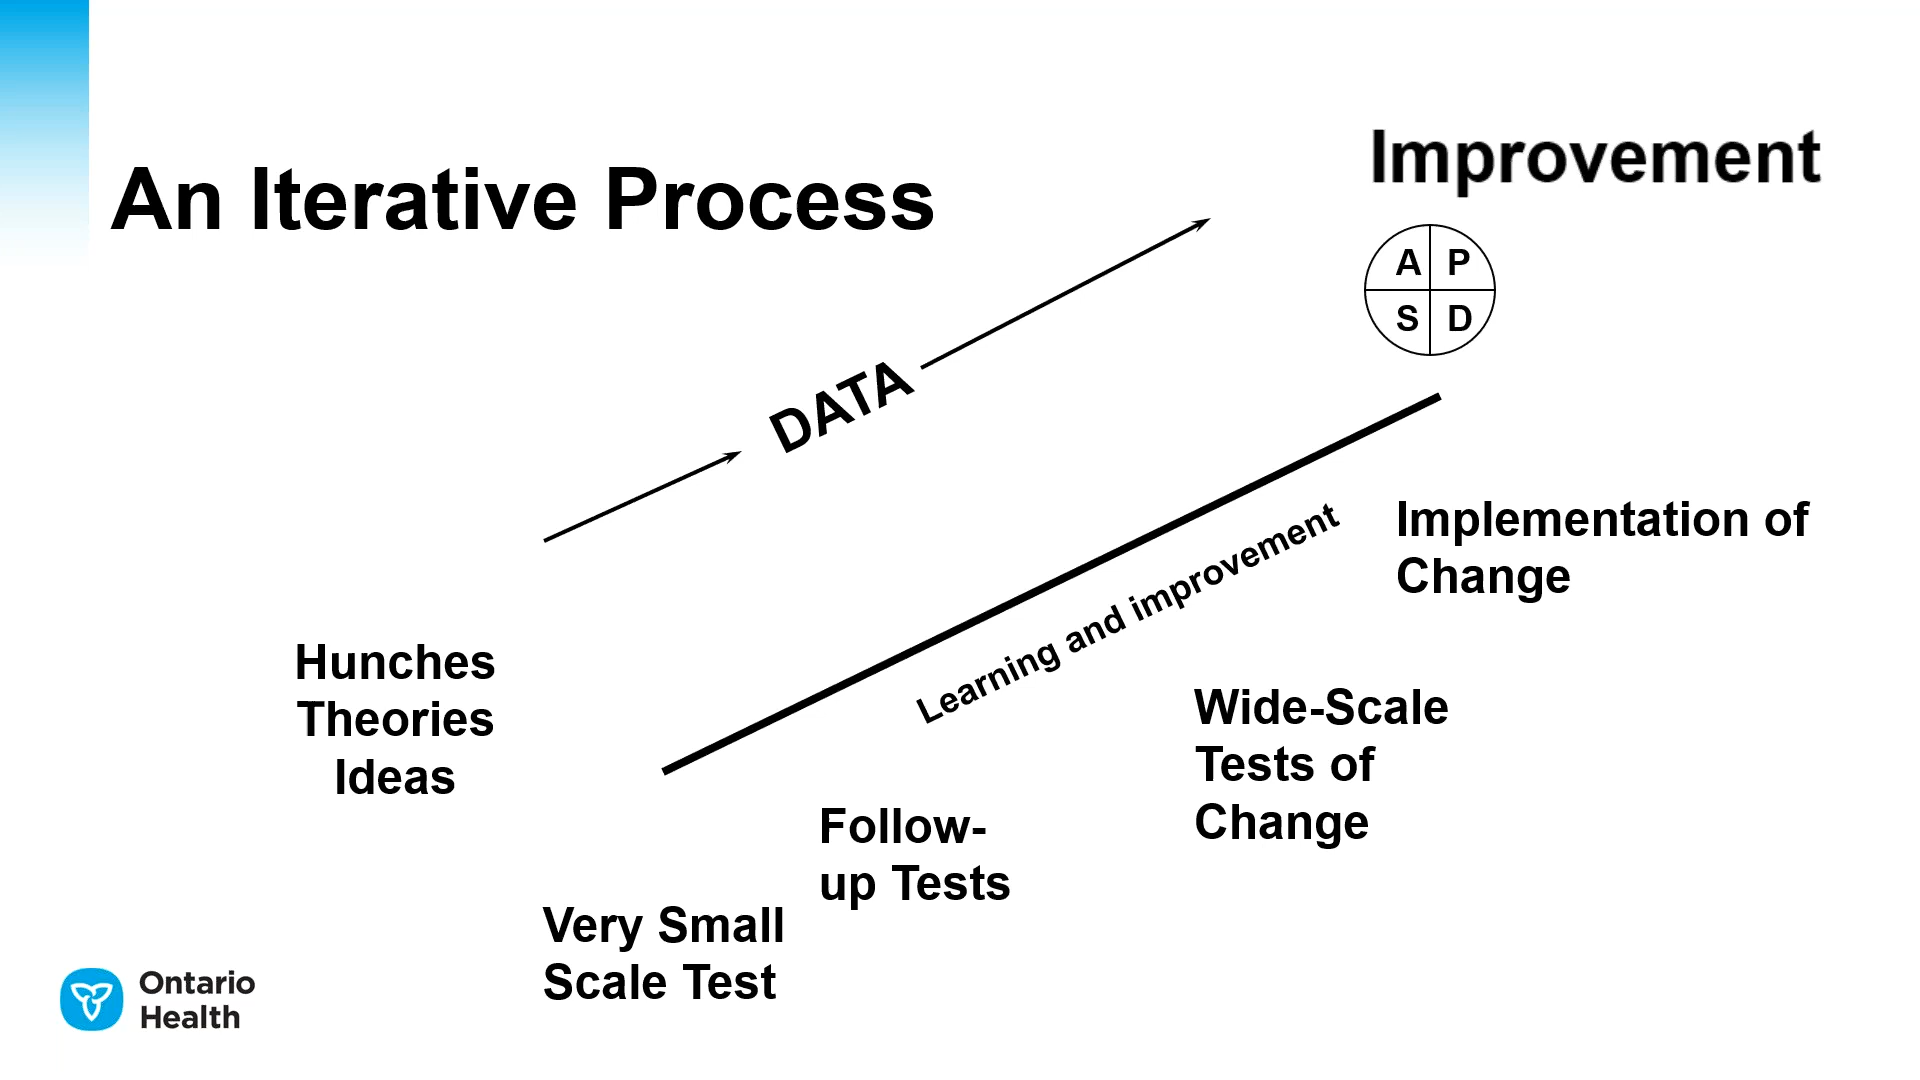 An Iterative Process
Improvement
A P
S D
DATA
Learning and improvement
Hunches
Theories
Ideas
Very Small
Scale Test
Follow-
up Tests
Wide-Scale
Tests of
Change
Implementation of
Change
Ontario
Health